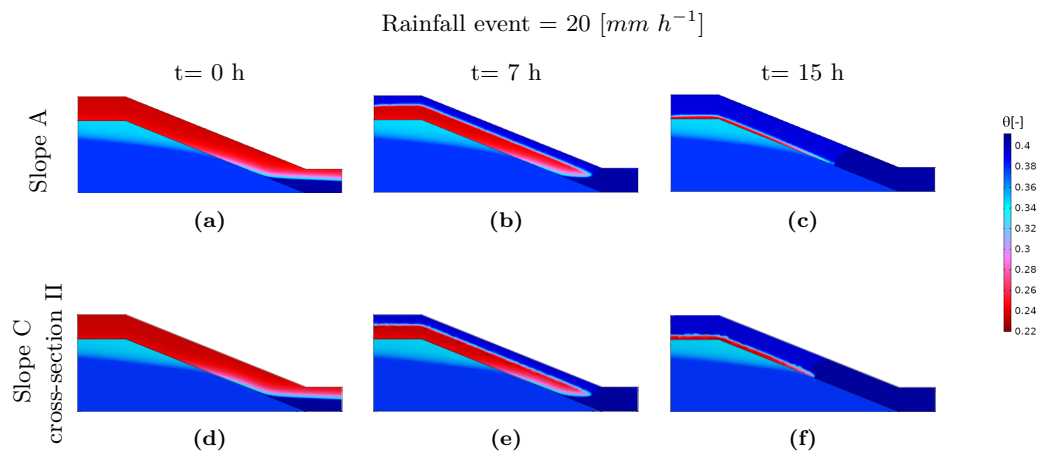 Rainfall event = 20 [mm h⁻¹]
t= 0 h
t= 7 h
t= 15 h
Slope A
(a)
(b)
(c)
θ[-]
0.4
0.38
0.36
0.34
0.32
0.3
0.28
0.26
0.24
0.22
Slope C
cross-section II
(d)
(e)
(f)